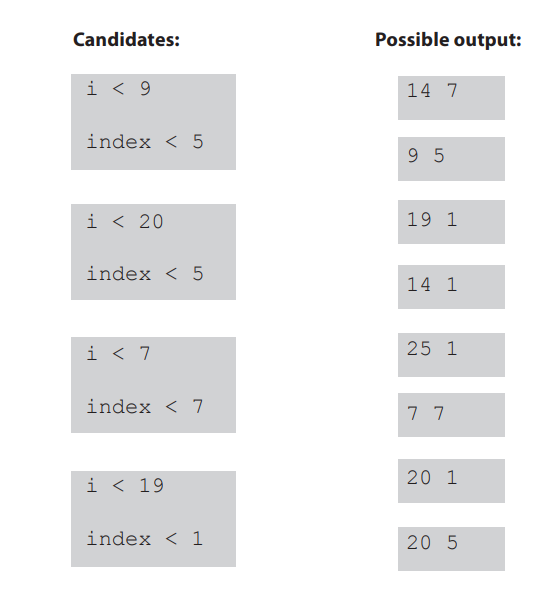 Candidates:
i < 9
index < 5
i < 20
index < 5
i < 7
index < 7
i < 19
index < 1
Possible output:
14 7
9 5
19 1
14 1
25 1
7 7
20 1
20 5